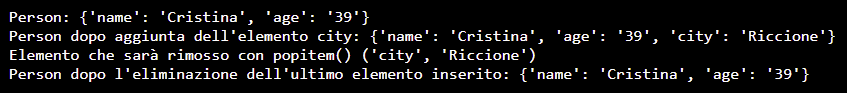 Person: {'name': 'Cristina', 'age': '39'}
Person dopo aggiunta dell'elemento city: {'name': 'Cristina', 'age': '39', 'city': 'Riccione'}
Elemento che sarà rimosso con popitem() ('city', 'Riccione')
Person dopo l'eliminazione dell'ultimo elemento inserito: {'name': 'Cristina', 'age': '39'}